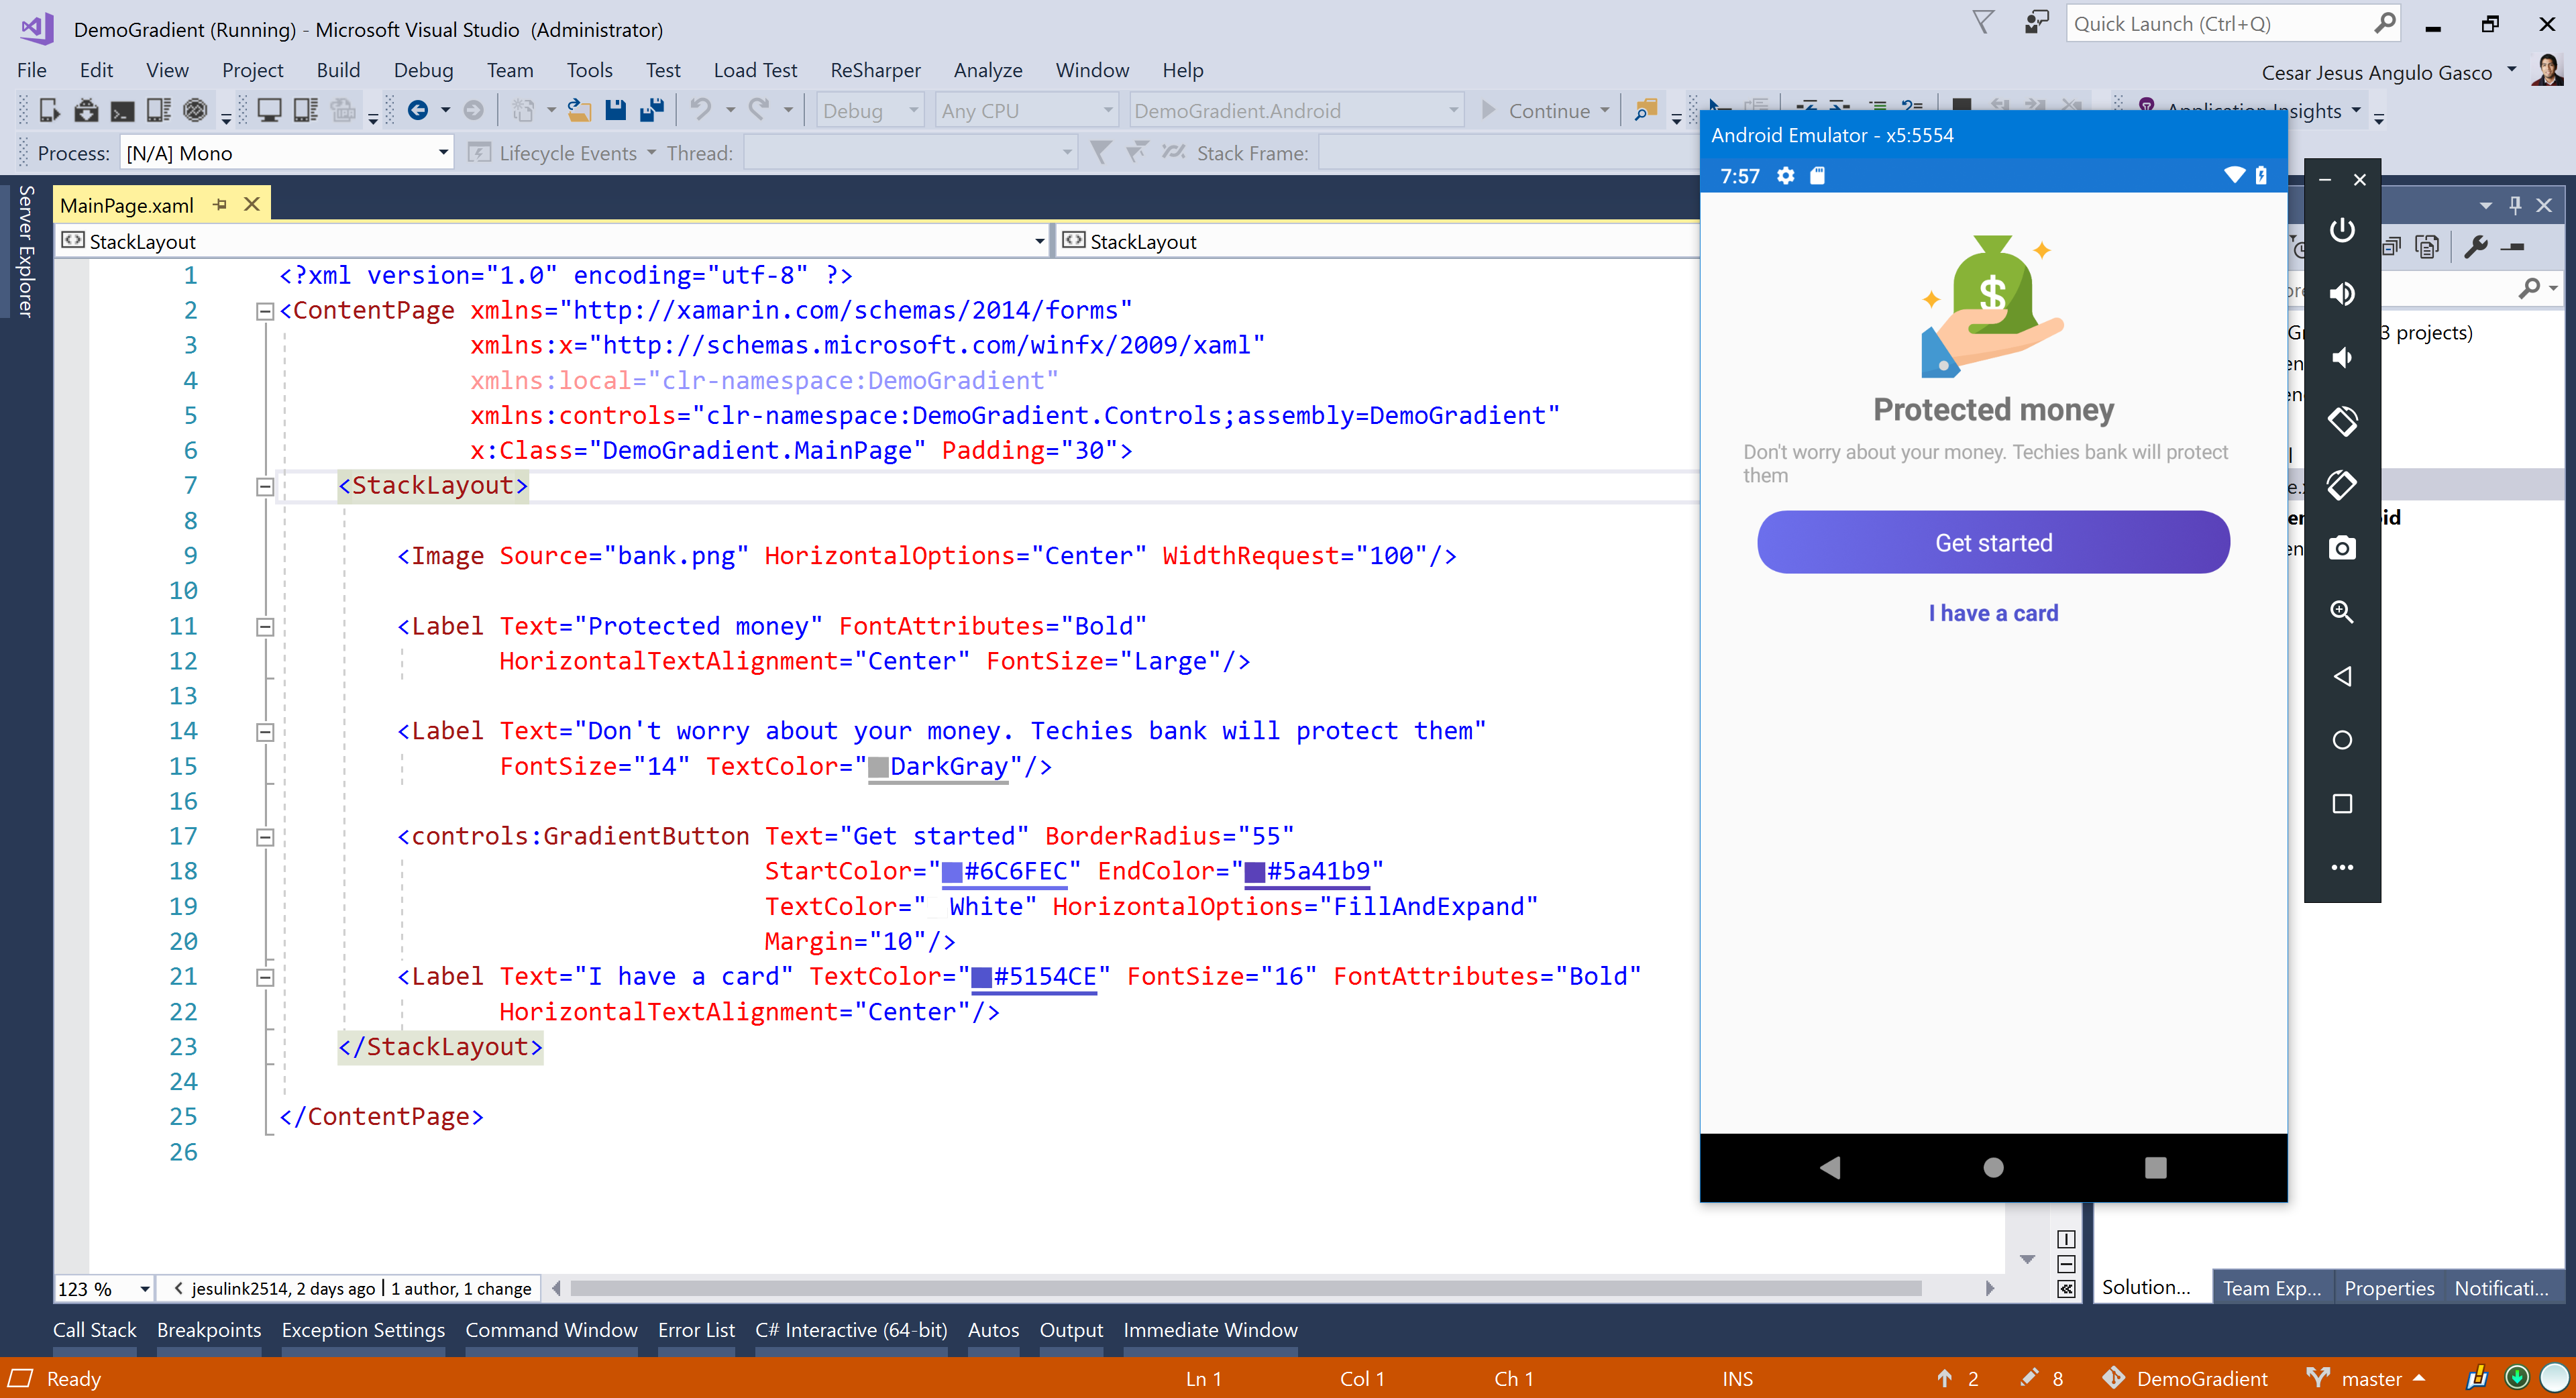 DemoGradient (Running) - Microsoft Visual Studio (Administrator)
Quick Launch (Ctrl+Q)
File Edit View Project Build Debug Team Tools Test Load Test ReSharper Analyze Window Help
Cesar Jesus Angulo Gasco
Debug Any CPU DemoGradient.Android Continue Application Insights
Process: [N/A] Mono Lifecycle Events Thread: Stack Frame:
Server Explorer
MainPage.xaml
StackLayout StackLayout
1 <?xml version="1.0" encoding="utf-8" ?>
2 <ContentPage xmlns="http://xamarin.com/schemas/2014/forms"
3 xmlns:x="http://schemas.microsoft.com/winfx/2009/xaml"
4 xmlns:local="clr-namespace:DemoGradient"
5 xmlns:controls="clr-namespace:DemoGradient.Controls;assembly=DemoGradient"
6 x:Class="DemoGradient.MainPage" Padding="30">
7 <StackLayout>
8
9 <Image Source="bank.png" HorizontalOptions="Center" WidthRequest="100"/>
10
11 <Label Text="Protected money" FontAttributes="Bold"
12 HorizontalTextAlignment="Center" FontSize="Large"/>
13
14 <Label Text="Don't worry about your money. Techies bank will protect them"
15 FontSize="14" TextColor="DarkGray"/>
16
17 <controls:GradientButton Text="Get started" BorderRadius="55"
18 StartColor="#6C6FEC" EndColor="#5a41b9"
19 TextColor="White" HorizontalOptions="FillAndExpand"
20 Margin="10"/>
21 <Label Text="I have a card" TextColor="#5154CE" FontSize="16" FontAttributes="Bold"
22 HorizontalTextAlignment="Center"/>
23 </StackLayout>
24
25 </ContentPage>
26
Android Emulator - x5:5554
7:57
$
Protected money
Don't worry about your money. Techies bank will protect
them
Get started
I have a card
3 projects)
123 % jesulink2514, 2 days ago | 1 author, 1 change
Solution... Team Exp... Properties Notificati...
Call Stack Breakpoints Exception Settings Command Window Error List C# Interactive (64-bit) Autos Output Immediate Window
Ready Ln 1 Col 1 Ch 1 INS 2 8 DemoGradient master